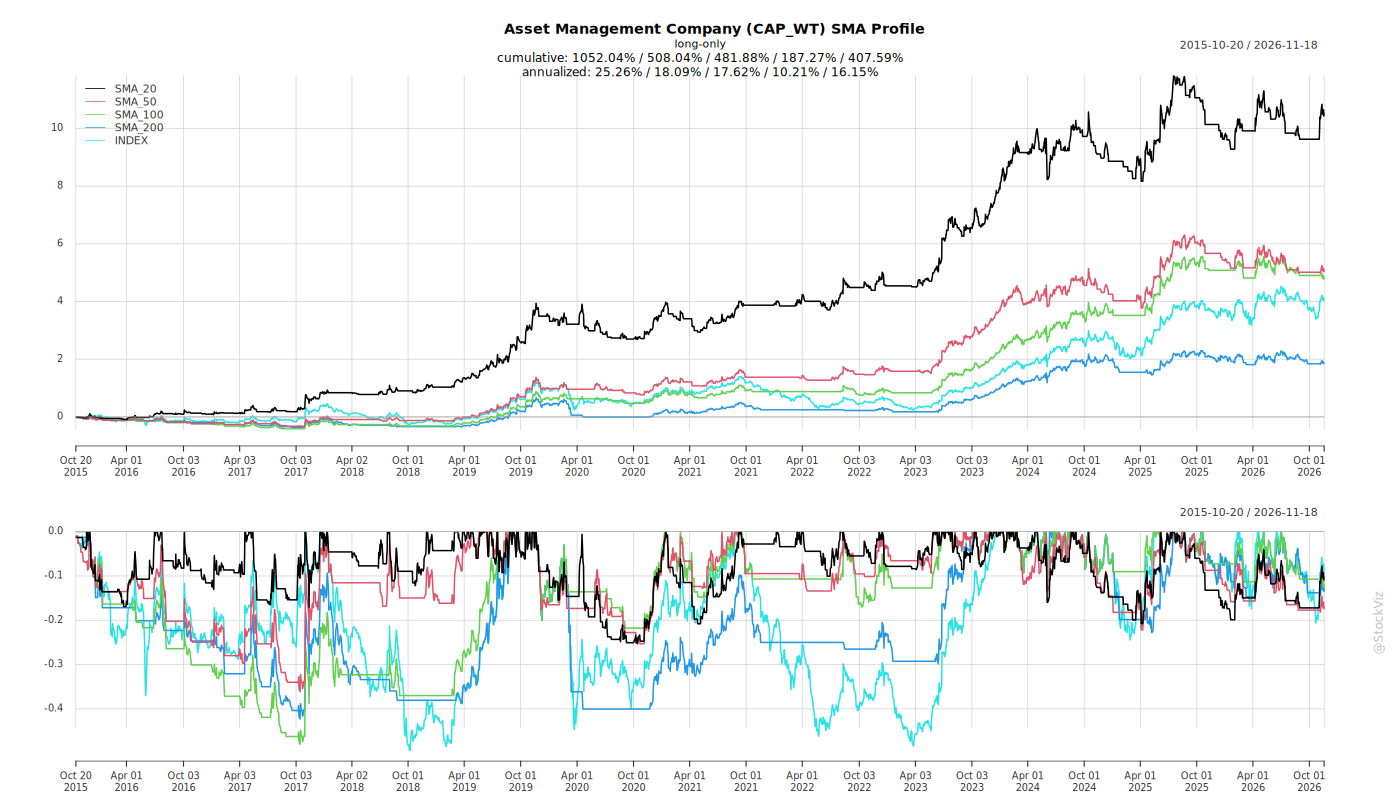 Asset Management Company (CAP_WT) SMA Profile
long-only
cumulative: 1052.04% / 508.04% / 481.88% / 187.27% / 407.59%
annualized: 25.26% / 18.09% / 17.62% / 10.21% / 16.15%
2015-10-20 / 2026-11-18
SMA_20
SMA_50
SMA_100
SMA_200
INDEX
10
8
6
4
2
0
Oct 20 Apr 01 Oct 03 Apr 03 Oct 03 Apr 02 Oct 01 Apr 01 Oct 01 Apr 01 Oct 01 Apr 01 Oct 01 Apr 01 Oct 03 Apr 03 Oct 03 Apr 01 Oct 01 Apr 01 Oct 01 Apr 01 Oct 01
2015 2016 2016 2017 2017 2018 2018 2019 2019 2020 2020 2021 2021 2022 2022 2023 2023 2024 2024 2025 2025 2026 2026
2015-10-20 / 2026-11-18
0.0
-0.1
-0.2
-0.3
-0.4
Oct 20 Apr 01 Oct 03 Apr 03 Oct 03 Apr 02 Oct 01 Apr 01 Oct 01 Apr 01 Oct 01 Apr 01 Oct 01 Apr 01 Oct 03 Apr 03 Oct 03 Apr 01 Oct 01 Apr 01 Oct 01 Apr 01 Oct 01
2015 2016 2016 2017 2017 2018 2018 2019 2019 2020 2020 2021 2021 2022 2022 2023 2023 2024 2024 2025 2025 2026 2026
@StockViz